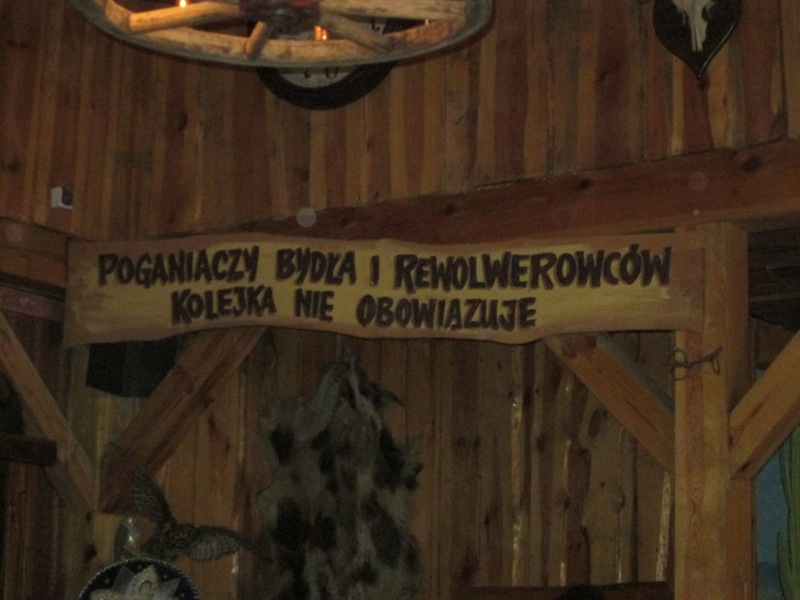 POGANIACZY BYDŁA I REWOLWEROWCÓW
KOLEJKA NIE OBOWIAZUJE